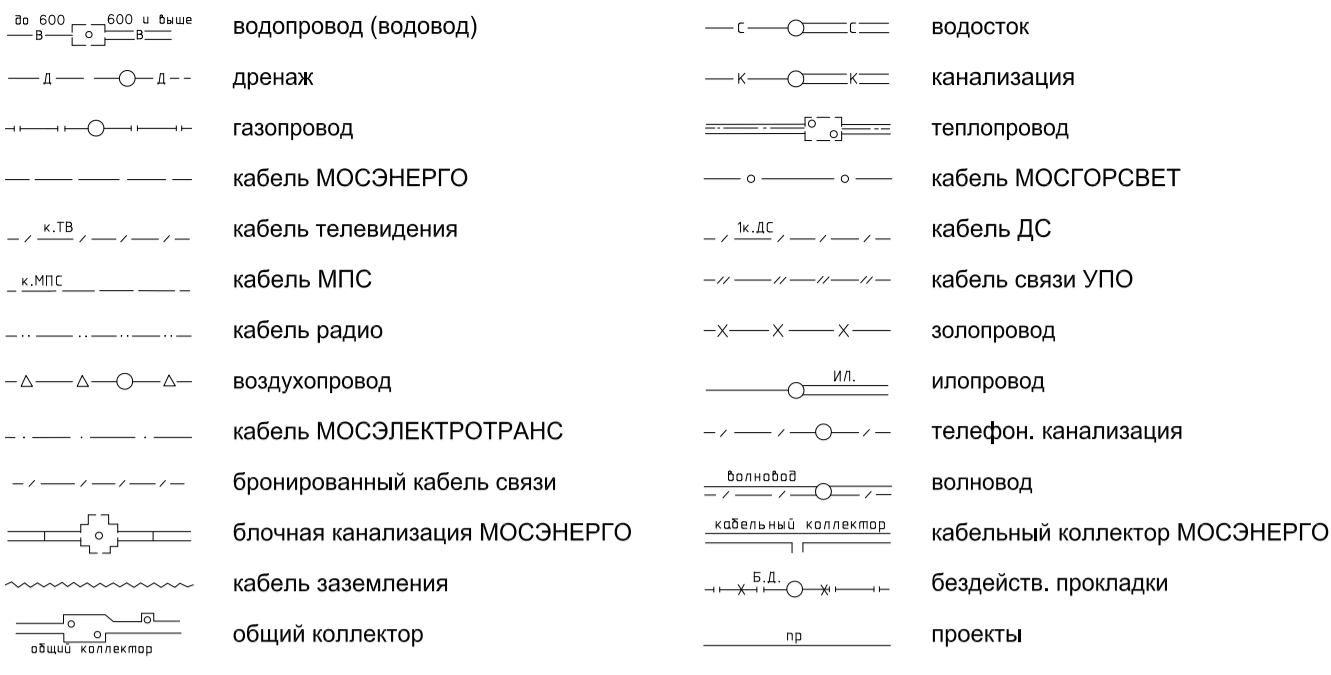 до 600 600 и выше
В В водопровод (водовод)
Д Д дренаж
газопровод
кабель МОСЭНЕРГО
к.ТВ кабель телевидения
к.МПС кабель МПС
кабель радио
воздухопровод
кабель МОСЭЛЕКТРОТРАНС
бронированный кабель связи
блочная канализация МОСЭНЕРГО
кабель заземления
общий коллектор
общий коллектор
С С водосток
К К канализация
теплопровод
кабель МОСГОРСВЕТ
1к.ДС кабель ДС
кабель связи УПО
золопровод
ИЛ. илопровод
телефон. канализация
волновод волновод
кабельный коллектор кабельный коллектор МОСЭНЕРГО
Б.Д. бездейств. прокладки
пр проекты